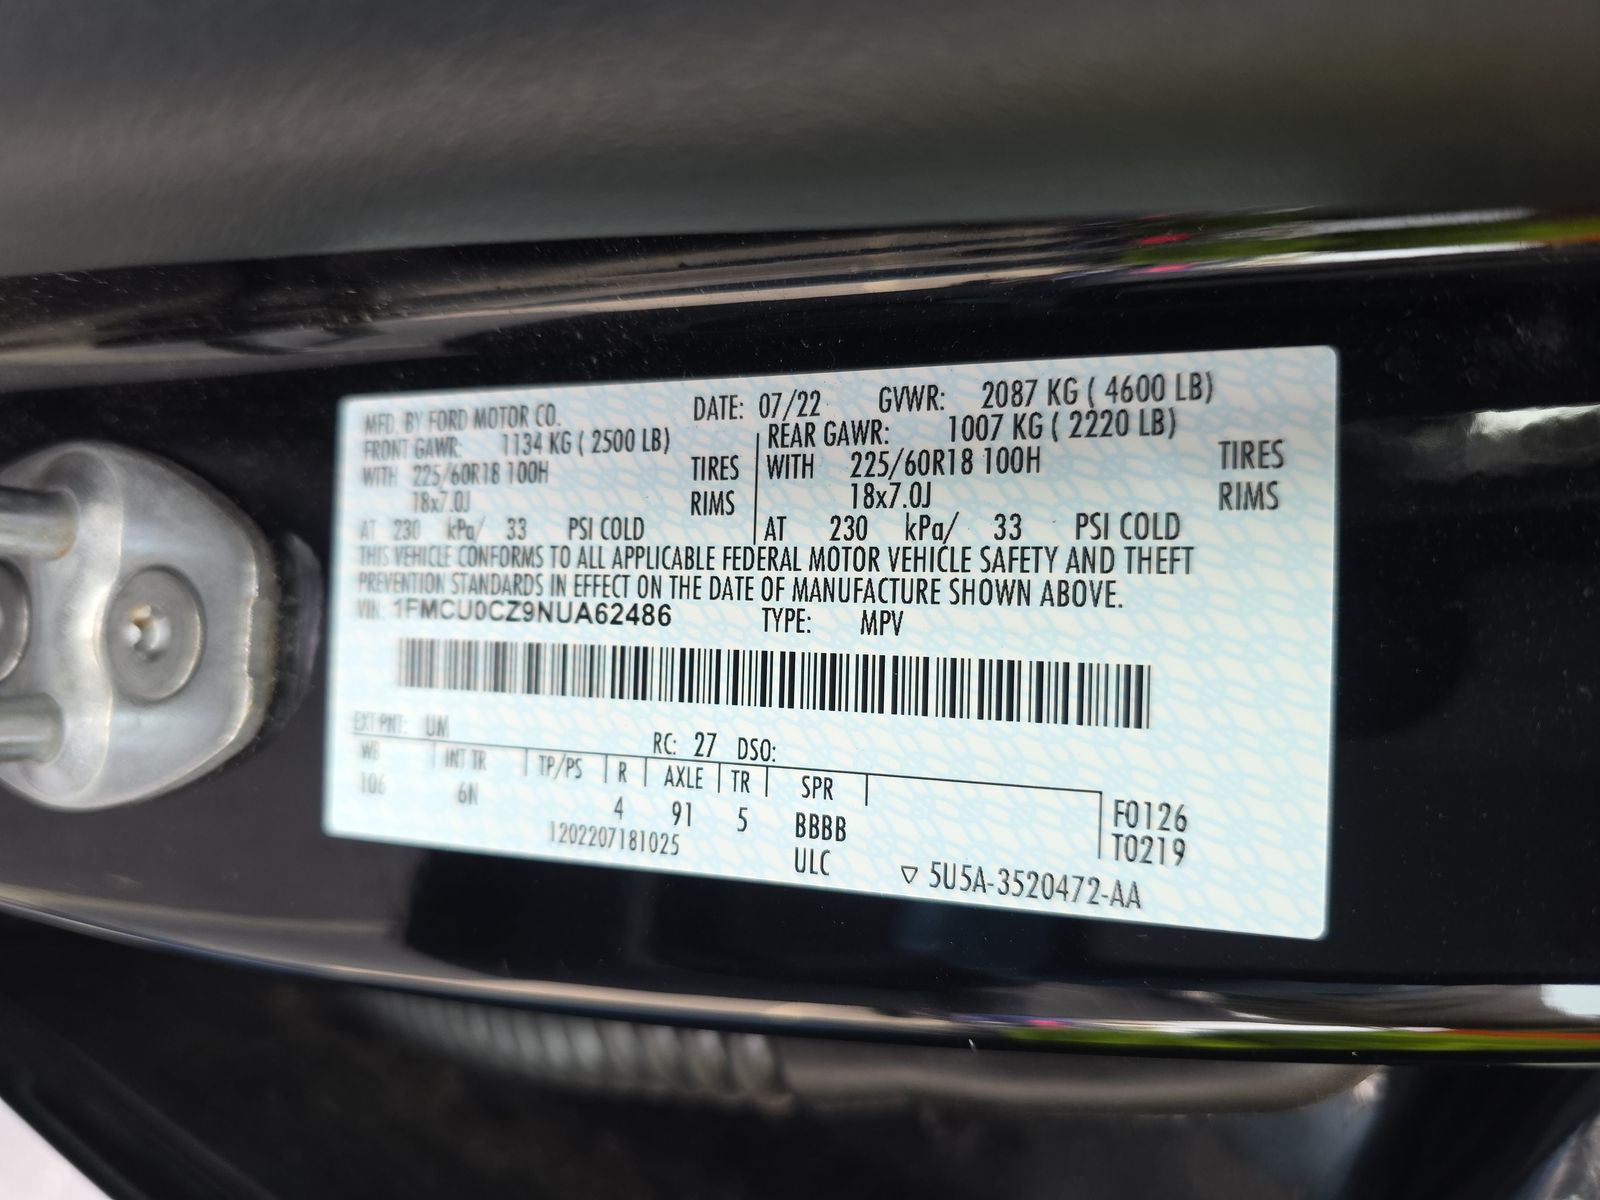 MFD. BY FORD MOTOR CO. DATE: 07/22 GVWR: 2087 KG ( 4600 LB)
FRONT GAWR: 1134 KG ( 2500 LB) REAR GAWR: 1007 KG ( 2220 LB)
WITH 225/60R18 100H TIRES WITH 225/60R18 100H TIRES
18x7.0J RIMS 18x7.0J RIMS
AT 230 kPa/ 33 PSI COLD AT 230 kPa/ 33 PSI COLD
THIS VEHICLE CONFORMS TO ALL APPLICABLE FEDERAL MOTOR VEHICLE SAFETY AND THEFT
PREVENTION STANDARDS IN EFFECT ON THE DATE OF MANUFACTURE SHOWN ABOVE.
VIN: 1FMCU0CZ9NUA62486 TYPE: MPV
EXT PNT: UM RC: 27 DSO:
WB INT TR TP/PS R AXLE TR SPR
106 6N 4 91 5 BBBB F0126
1202207181025 ULC T0219
▽ 5U5A-3520472-AA